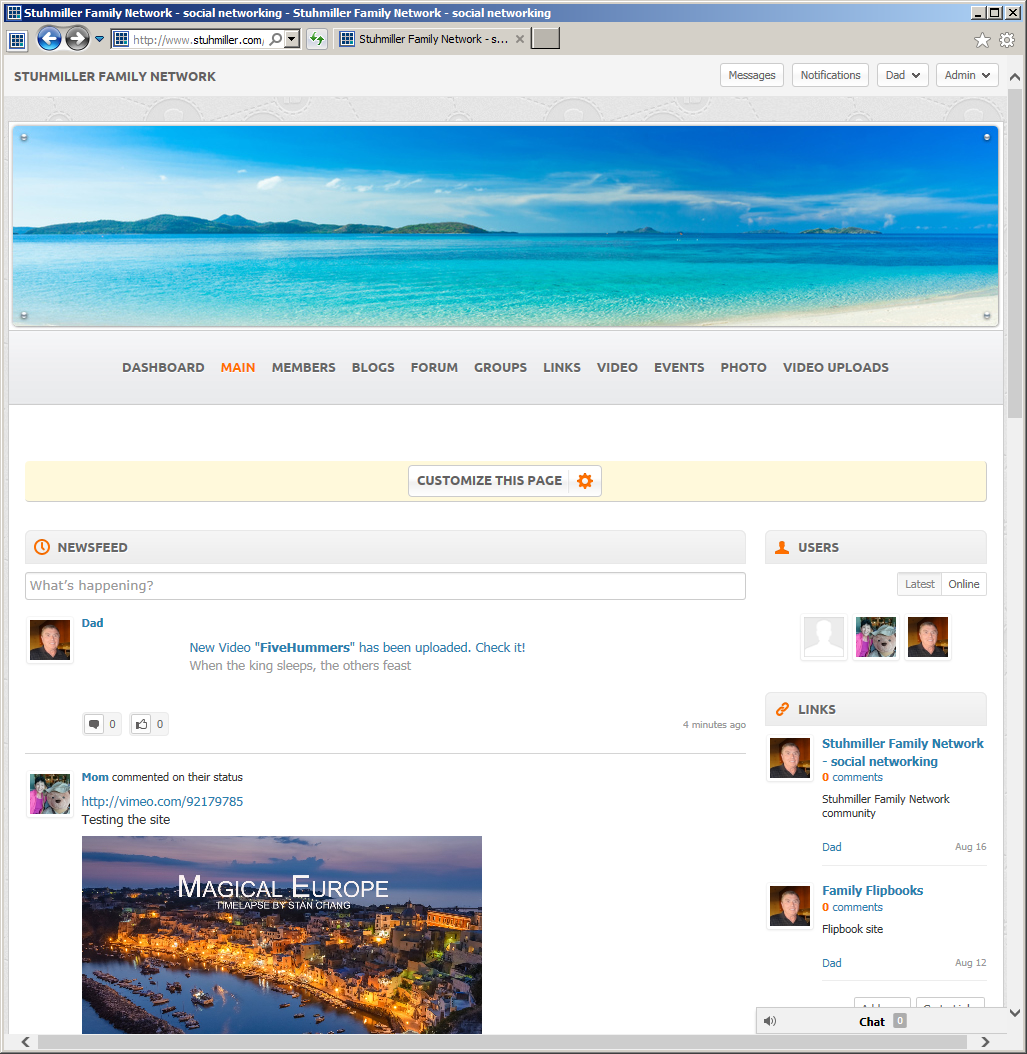 Stuhmiller Family Network - social networking - Stuhmiller Family Network - social networking
http://www.stuhmiller.com/
Stuhmiller Family Network - s...
STUHMILLER FAMILY NETWORK
Messages
Notifications
Dad
Admin
DASHBOARD MAIN MEMBERS BLOGS FORUM GROUPS LINKS VIDEO EVENTS PHOTO VIDEO UPLOADS
CUSTOMIZE THIS PAGE
NEWSFEED
What's happening?
Dad
New Video "FiveHummers" has been uploaded. Check it!
When the king sleeps, the others feast
0 0
4 minutes ago
Mom commented on their status
http://vimeo.com/92179785
Testing the site
MAGICAL EUROPE
TIMELAPSE BY STAN CHANG
USERS
Latest Online
LINKS
Stuhmiller Family Network
- social networking
0 comments
Stuhmiller Family Network
community
Dad Aug 16
Family Flipbooks
0 comments
Flipbook site
Dad Aug 12
Chat 0